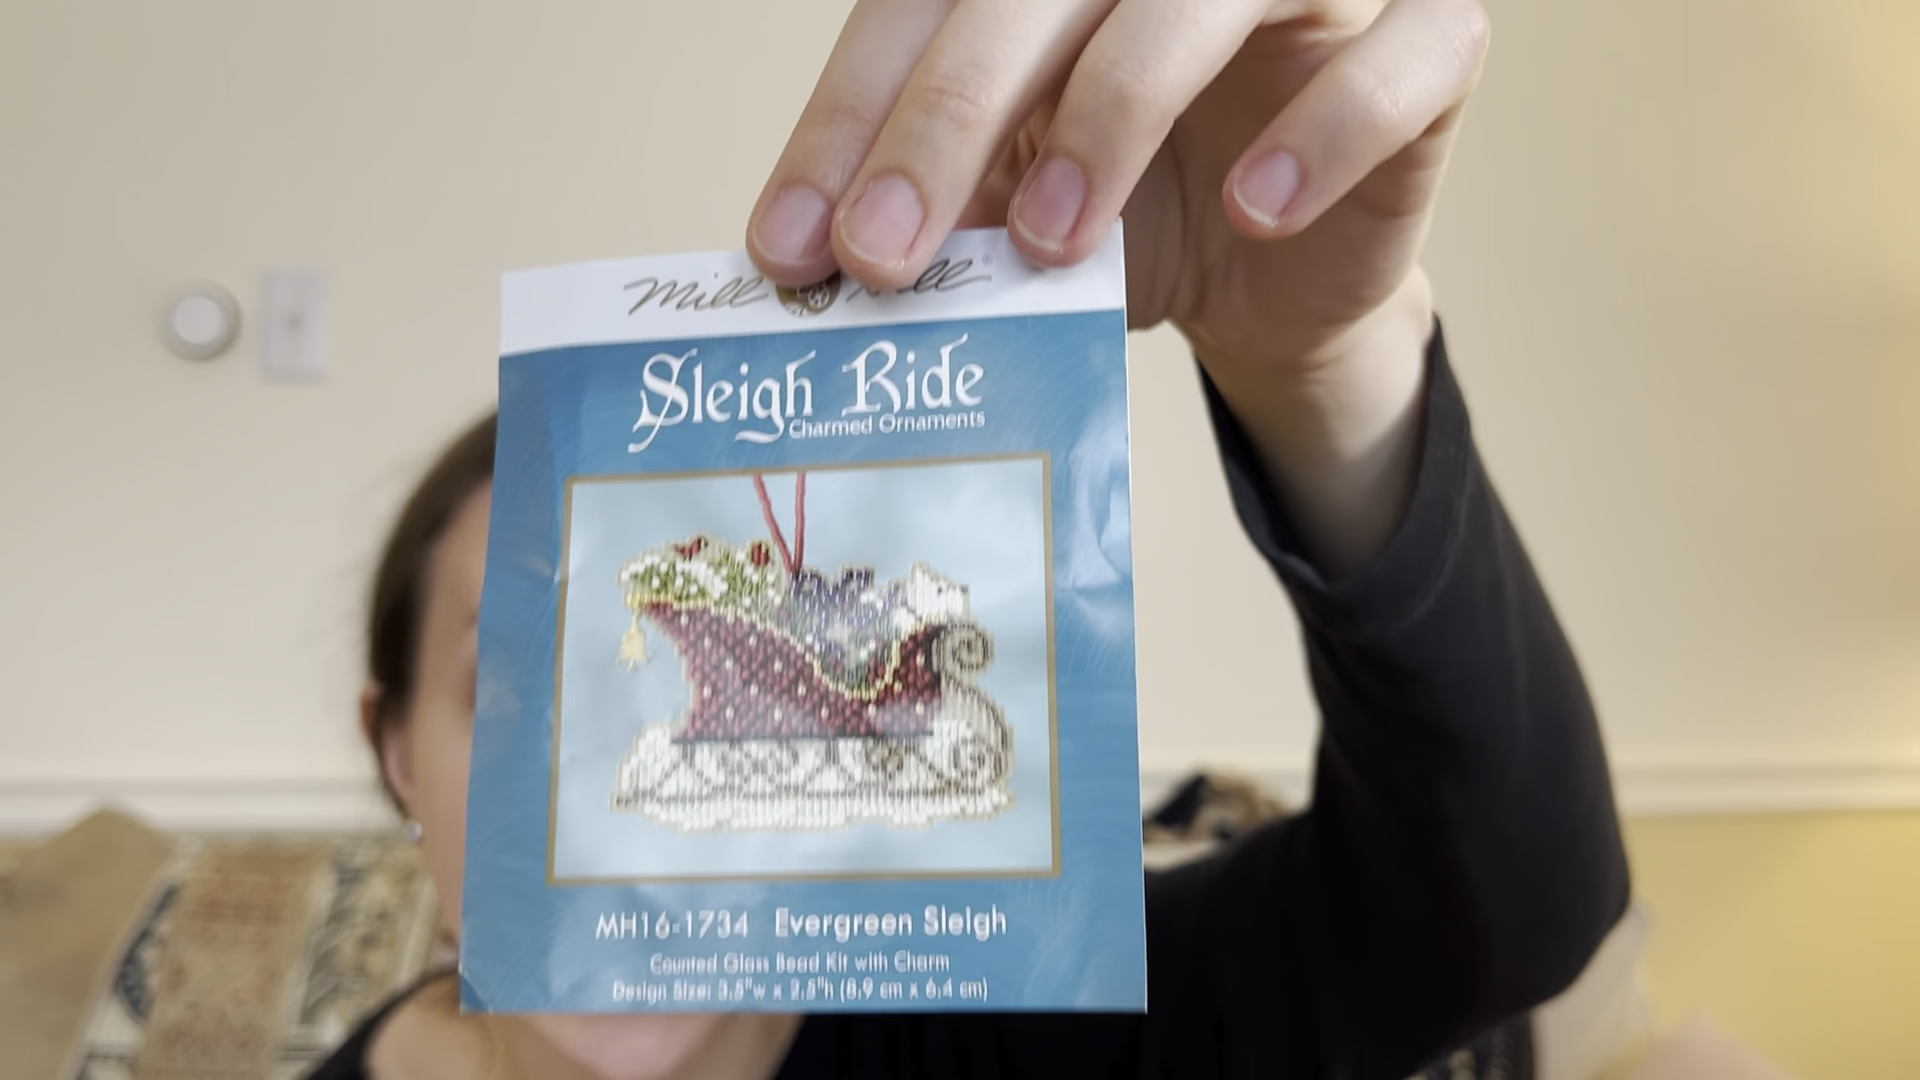 Mill Hill®
Sleigh Ride
Charmed Ornaments
MH16-1734 Evergreen Sleigh
Counted Glass Bead Kit with Charm
Design Size: 3.5"w x 2.5"h (8.9 cm x 6.4 cm)